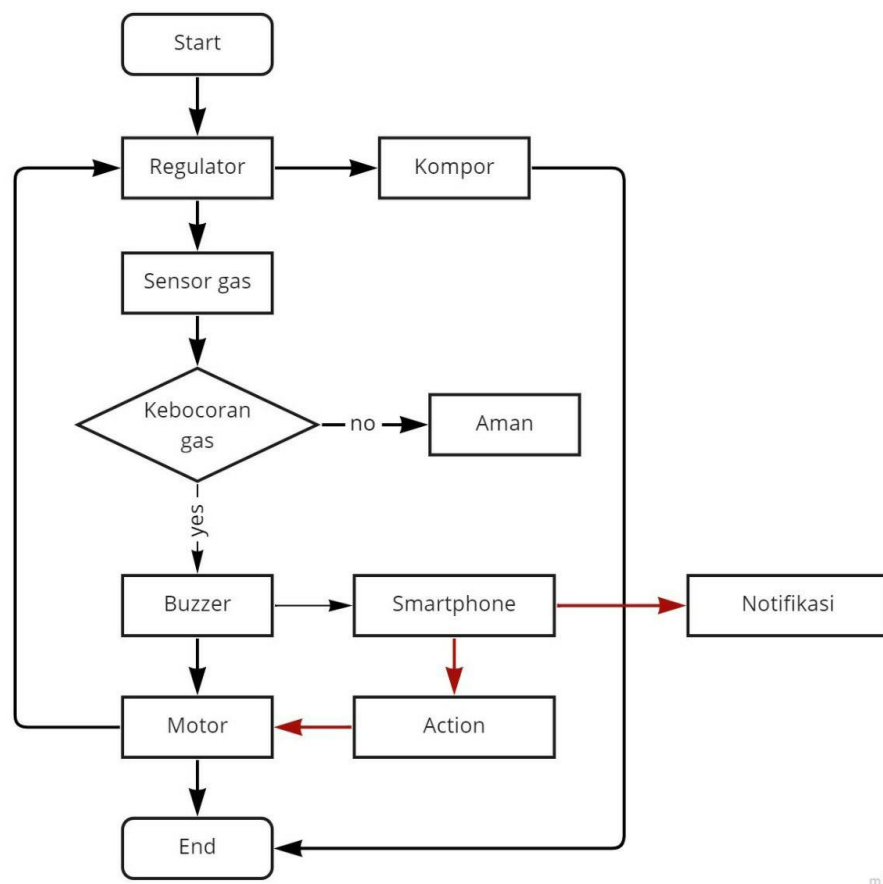 Start
Regulator
Kompor
Sensor gas
Kebocoran
gas
no
Aman
yes
Buzzer
Smartphone
Notifikasi
Motor
Action
End
m